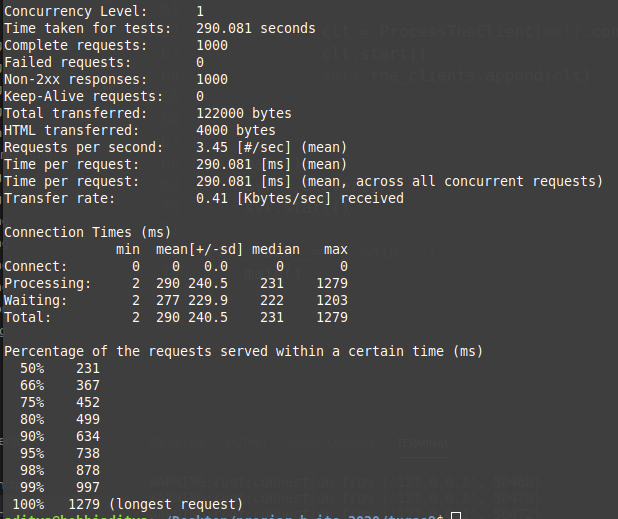 Concurrency Level:      1
Time taken for tests:   290.081 seconds
Complete requests:      1000
Failed requests:        0
Non-2xx responses:      1000
Keep-Alive requests:    0
Total transferred:      122000 bytes
HTML transferred:       4000 bytes
Requests per second:    3.45 [#/sec] (mean)
Time per request:       290.081 [ms] (mean)
Time per request:       290.081 [ms] (mean, across all concurrent requests)
Transfer rate:          0.41 [Kbytes/sec] received

Connection Times (ms)
              min  mean[+/-sd] median   max
Connect:        0    0   0.0      0       0
Processing:     2  290 240.5    231    1279
Waiting:        2  277 229.9    222    1203
Total:          2  290 240.5    231    1279

Percentage of the requests served within a certain time (ms)
  50%    231
  66%    367
  75%    452
  80%    499
  90%    634
  95%    738
  98%    878
  99%    997
 100%   1279 (longest request)